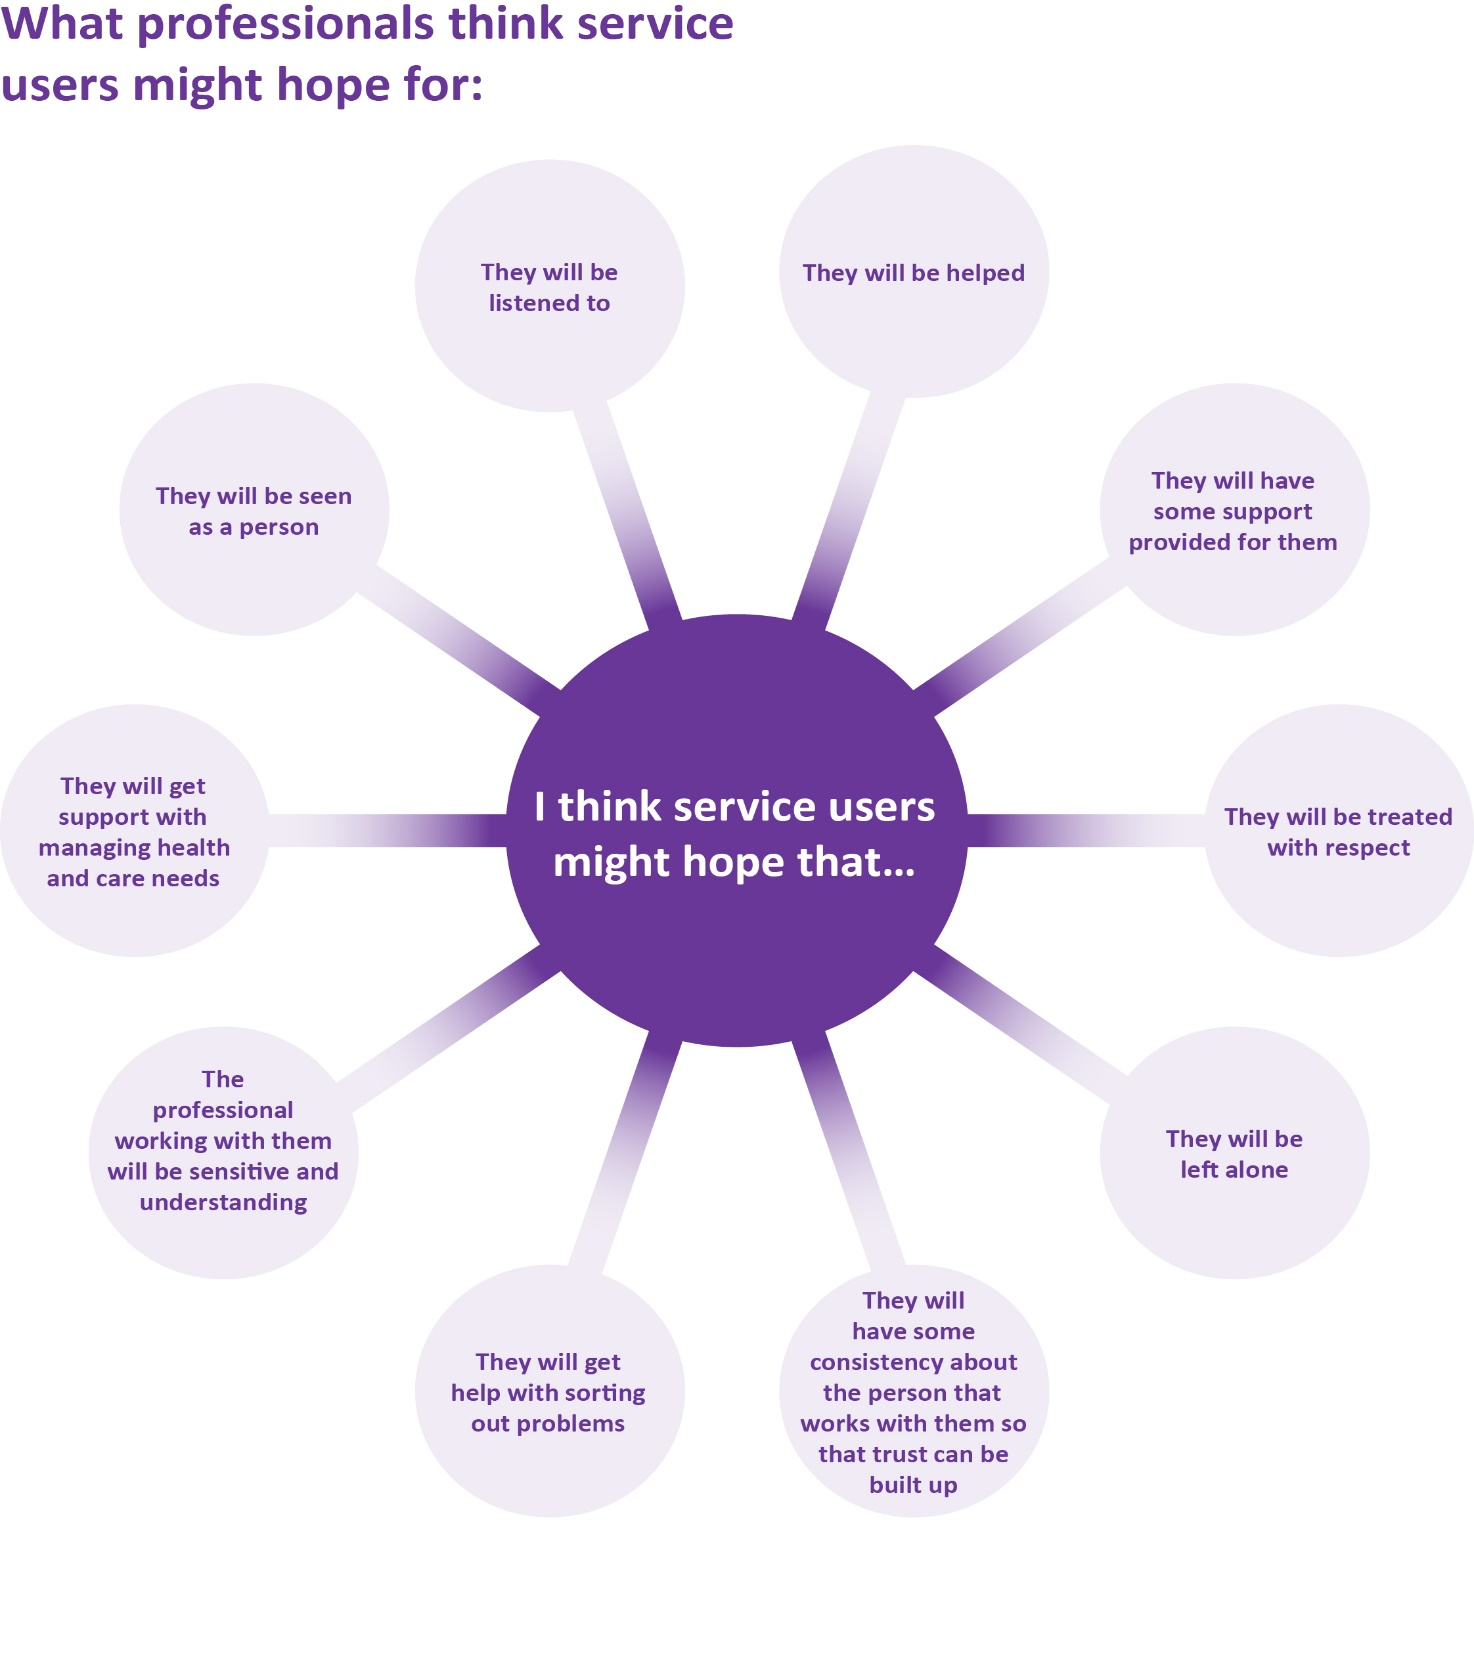 What professionals think service
users might hope for:
They will be helped
They will have
some support
provided for them
They will be treated
with respect
They will be
left alone
They will
have some
consistency about
the person that
works with them so
that trust can be
built up
They will get
help with sorting
out problems
The
professional
working with them
will be sensitive and
understanding
They will get
support with
managing health
and care needs
They will be seen
as a person
They will be
listened to
I think service users
might hope that...